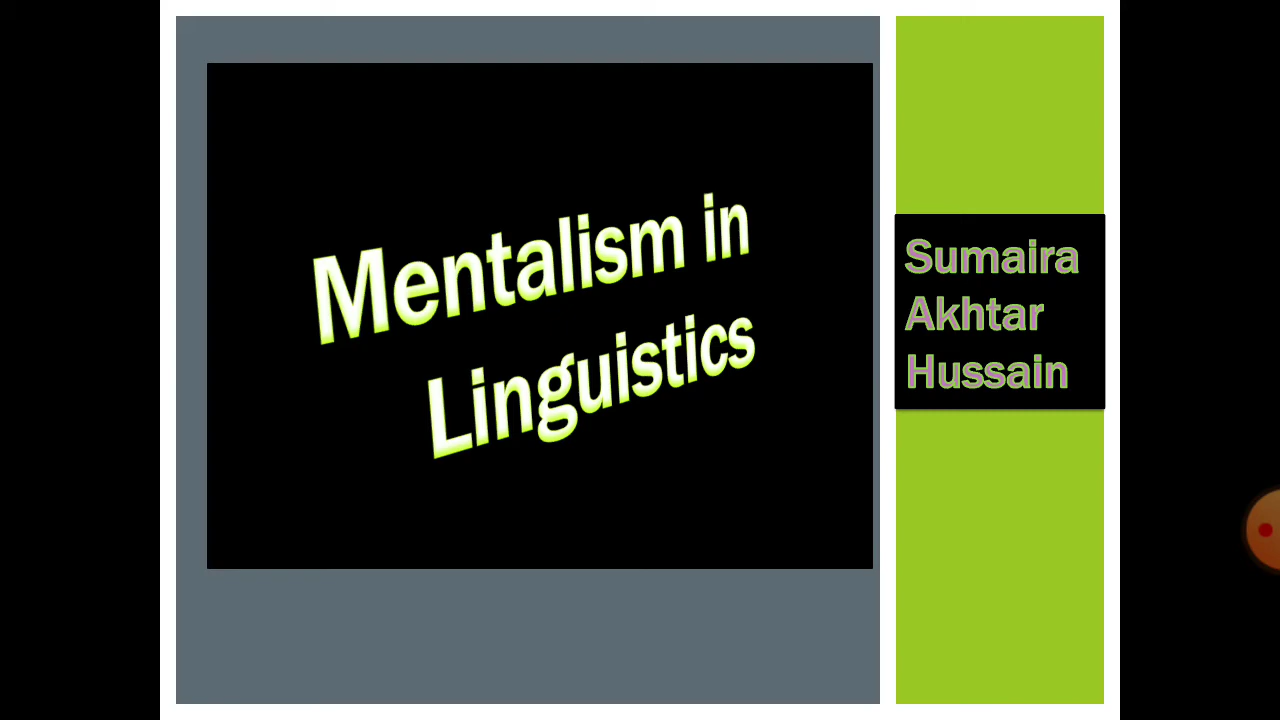 Mentalism in
Linguistics
Sumaira
Akhtar
Hussain